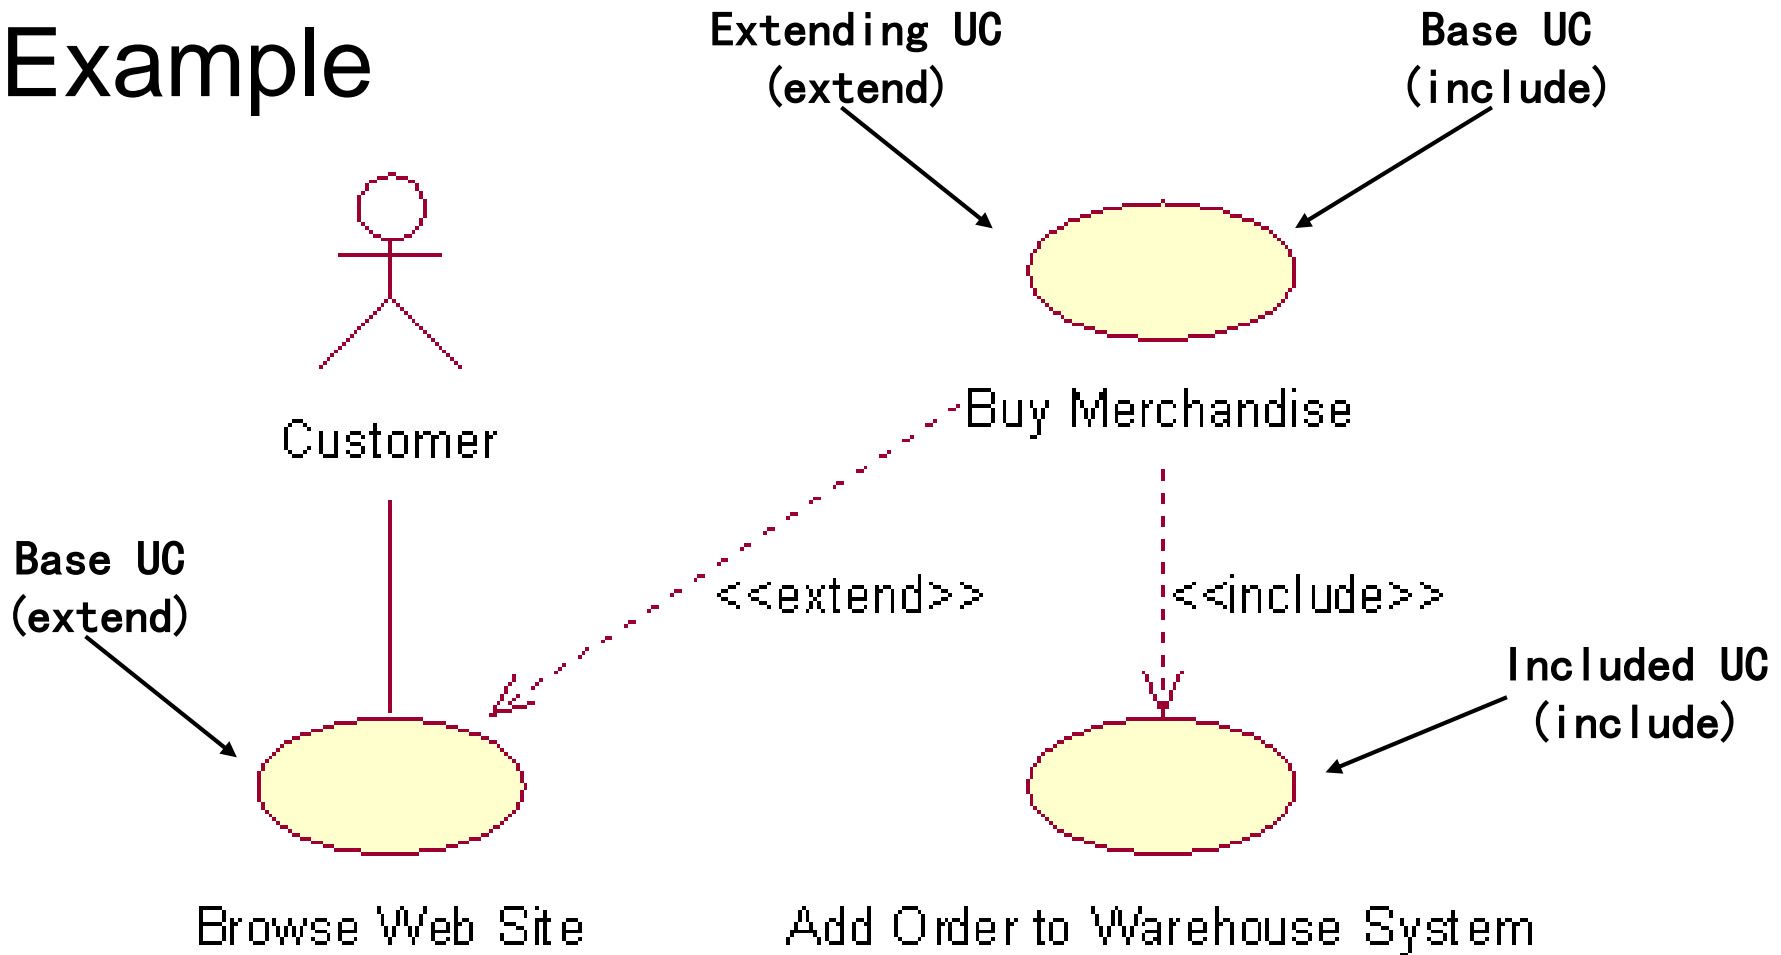 Example
Extending UC
(extend)
Base UC
(include)
Customer
Buy Merchandise
Base UC
(extend)
<<extend>>
<<include>>
Included UC
(include)
Browse Web Site
Add Order to Warehouse System